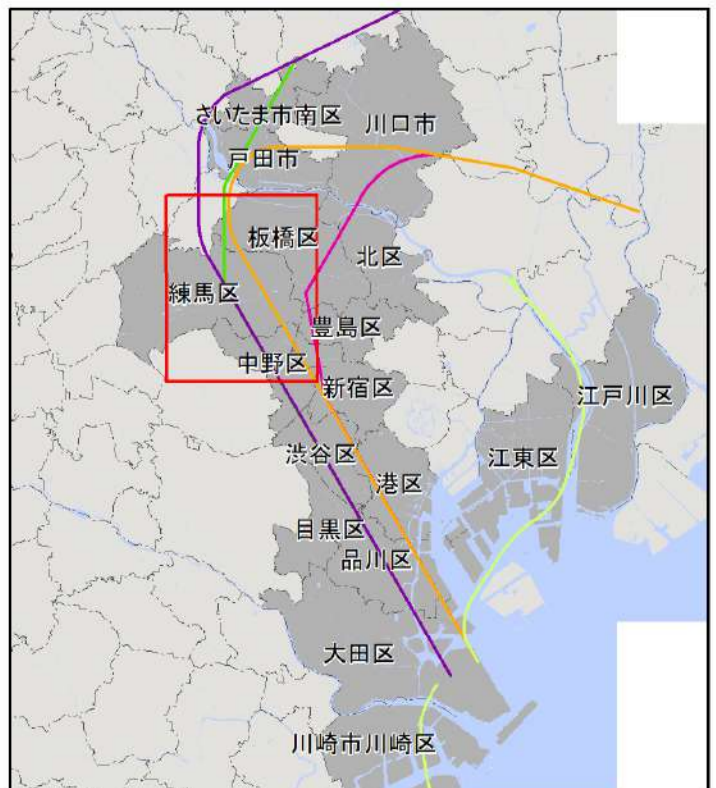 さいたま市南区
川口市
戸田市
板橋区
北区
練馬区
豊島区
中野区
新宿区
江戸川区
渋谷区
江東区
港区
目黒区
品川区
大田区
川崎市川崎区